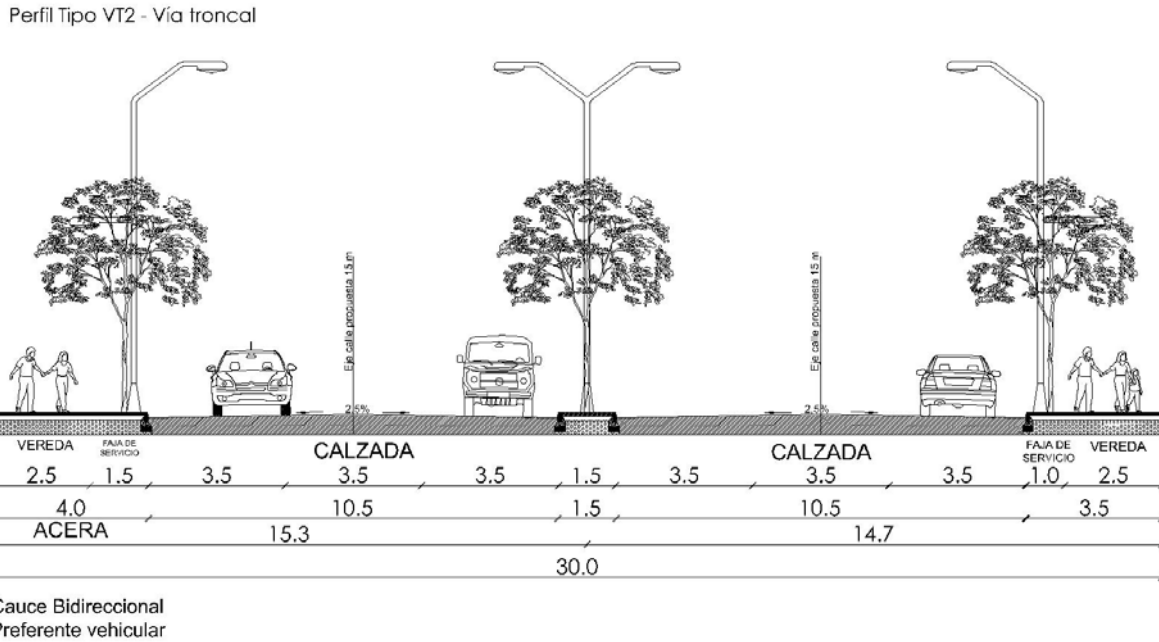 Perfil Tipo VT2 - Vía troncal
Eje calle propuesta 15 m
Eje calle propuesta 15 m
2.5%
2.5%
VEREDA
FAJA DE
SERVICIO
CALZADA
CALZADA
FAJA DE
SERVICIO
VEREDA
2.5 1.5 3.5 3.5 3.5 1.5 3.5 3.5 3.5 1.0 2.5
4.0 10.5 1.5 10.5 3.5
ACERA 15.3 14.7
30.0
Cauce Bidireccional
Preferente vehicular